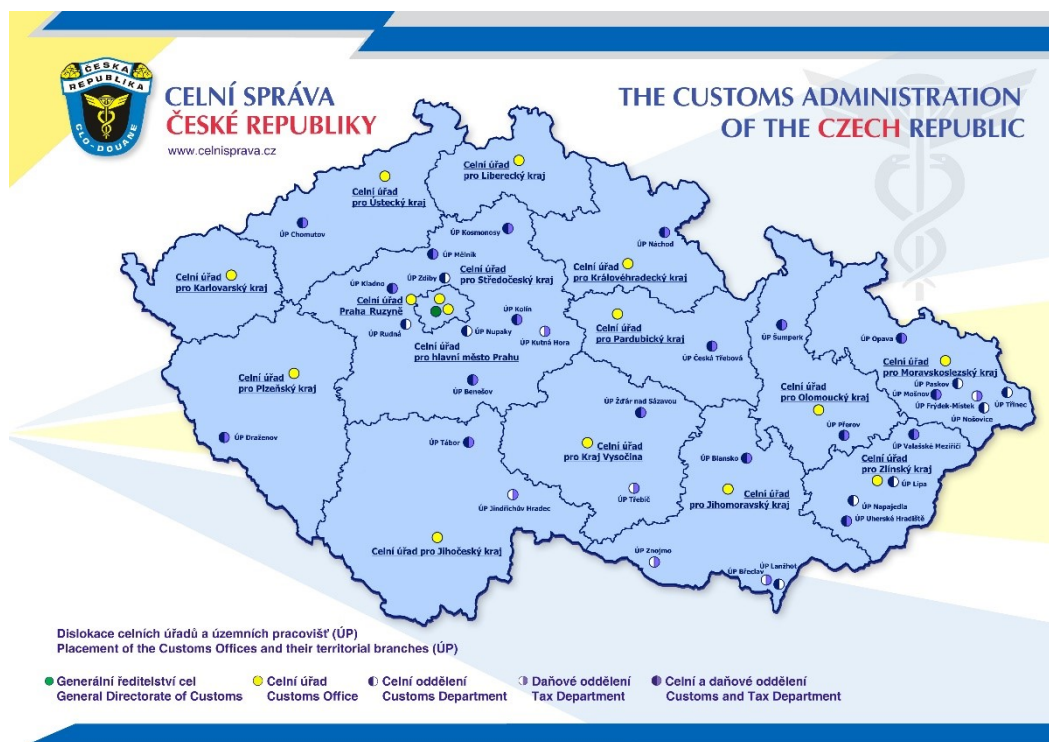 ČESKÁ
REPUBLIKA
CLO-DOUANE
CELNÍ SPRÁVA
ČESKÉ REPUBLIKY
www.celnisprava.cz
THE CUSTOMS ADMINISTRATION
OF THE CZECH REPUBLIC
Celní úřad
pro Liberecký kraj
Celní úřad
pro Ústecký kraj
ÚP Chomutov
ÚP Kosmonosy
ÚP Náchod
ÚP Mělník
Celní úřad
pro Karlovarský kraj
ÚP Kladno
ÚP Zdiby
Celní úřad
pro Středočeský kraj
Celní úřad
pro Královéhradecký kraj
Celní úřad
Praha Ruzyně
ÚP Rudná
ÚP Nupaky
ÚP Kolín
ÚP Kutná Hora
Celní úřad
pro hlavní město Prahu
Celní úřad
pro Pardubický kraj
ÚP Česká Třebová
ÚP Šumperk
ÚP Opava
Celní úřad
pro Moravskoslezský kraj
ÚP Paskov
ÚP Mošnov
ÚP Frýdek-Místek
ÚP Třinec
ÚP Nošovice
Celní úřad
pro Plzeňský kraj
ÚP Benešov
Celní úřad
pro Olomoucký kraj
ÚP Žďár nad Sázavou
ÚP Přerov
ÚP Valašské Meziříčí
ÚP Draženov
ÚP Tábor
Celní úřad
pro Kraj Vysočina
ÚP Blansko
Celní úřad
pro Zlínský kraj
ÚP Lípa
ÚP Jindřichův Hradec
ÚP Třebíč
Celní úřad
pro Jihomoravský kraj
ÚP Napajedla
ÚP Uherské Hradiště
Celní úřad pro Jihočeský kraj
ÚP Znojmo
ÚP Břeclav
ÚP Lanžhot
Dislokace celních úřadů a územních pracovišť (ÚP)
Placement of the Customs Offices and their territorial branches (ÚP)
Generální ředitelství cel
General Directorate of Customs
Celní úřad
Customs Office
Celní oddělení
Customs Department
Daňové oddělení
Tax Department
Celní a daňové oddělení
Customs and Tax Department